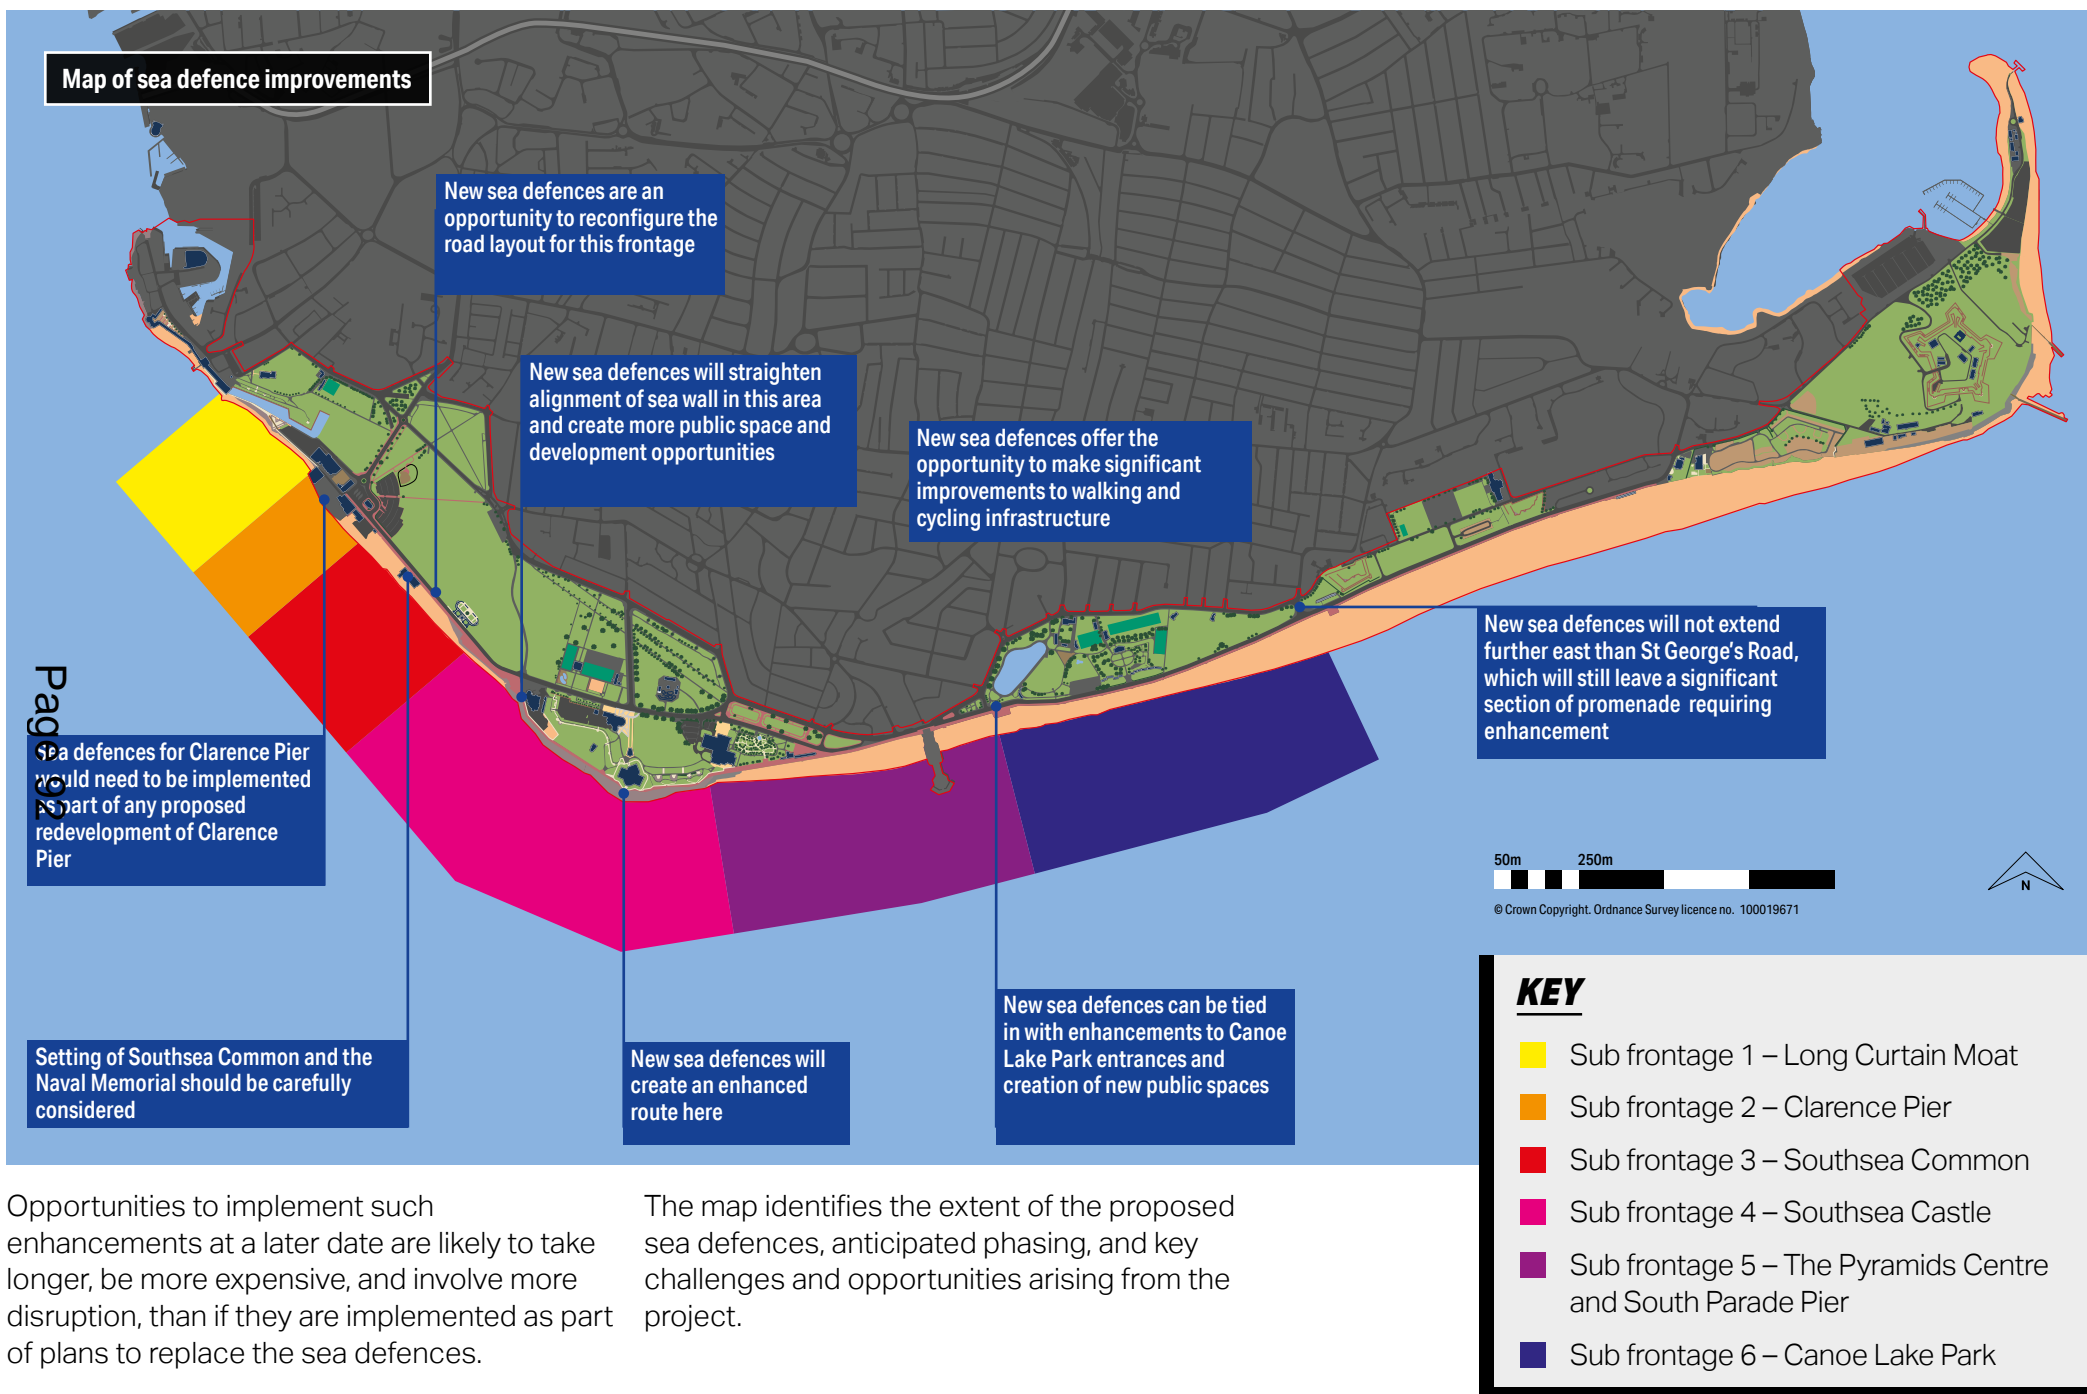 Map of sea defence improvements
New sea defences are an
opportunity to reconfigure the
road layout for this frontage
New sea defences will straighten
alignment of sea wall in this area
and create more public space and
development opportunities
New sea defences offer the
opportunity to make significant
improvements to walking and
cycling infrastructure
New sea defences will not extend
further east than St George's Road,
which will still leave a significant
section of promenade requiring
enhancement
Page 92
Sea defences for Clarence Pier
would need to be implemented
as part of any proposed
redevelopment of Clarence
Pier
Setting of Southsea Common and the
Naval Memorial should be carefully
considered
New sea defences will
create an enhanced
route here
New sea defences can be tied
in with enhancements to Canoe
Lake Park entrances and
creation of new public spaces
50m 250m
N
© Crown Copyright. Ordnance Survey licence no. 100019671
KEY
Sub frontage 1 – Long Curtain Moat
Sub frontage 2 – Clarence Pier
Sub frontage 3 – Southsea Common
Sub frontage 4 – Southsea Castle
Sub frontage 5 – The Pyramids Centre
and South Parade Pier
Sub frontage 6 – Canoe Lake Park
Opportunities to implement such
enhancements at a later date are likely to take
longer, be more expensive, and involve more
disruption, than if they are implemented as part
of plans to replace the sea defences.
The map identifies the extent of the proposed
sea defences, anticipated phasing, and key
challenges and opportunities arising from the
project.